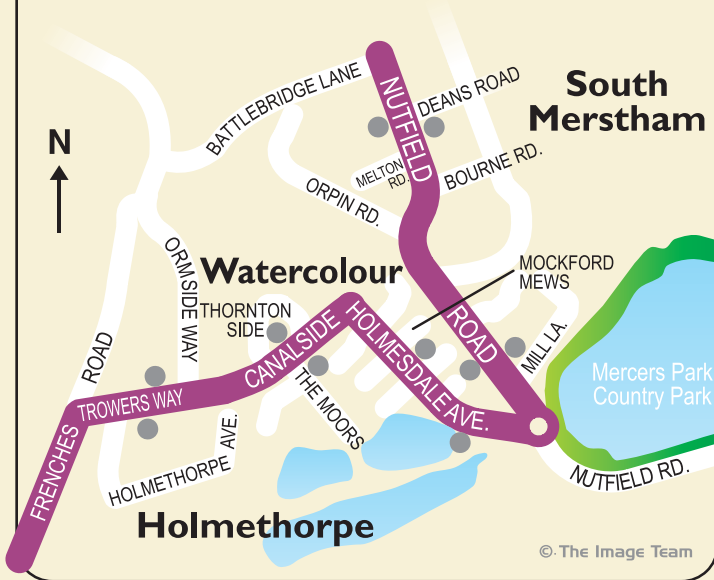 BATTLEBRIDGE LANE
NUTFIELD
DEANS ROAD
South
Merstham
N
MELTON
RD.
BOURNE RD.
ORPIN RD.
ORMSIDE WAY
Watercolour
MOCKFORD
MEWS
THORNTON
SIDE
CANALSIDE
HOLMESDALE AVE.
ROAD
MILL LA.
ROAD
Mercers Park
Country Park
TROWERS WAY
THE MOORS
FRENCHES
HOLMETHORPE
AVE.
NUTFIELD RD.
Holmethorpe
© The Image Team